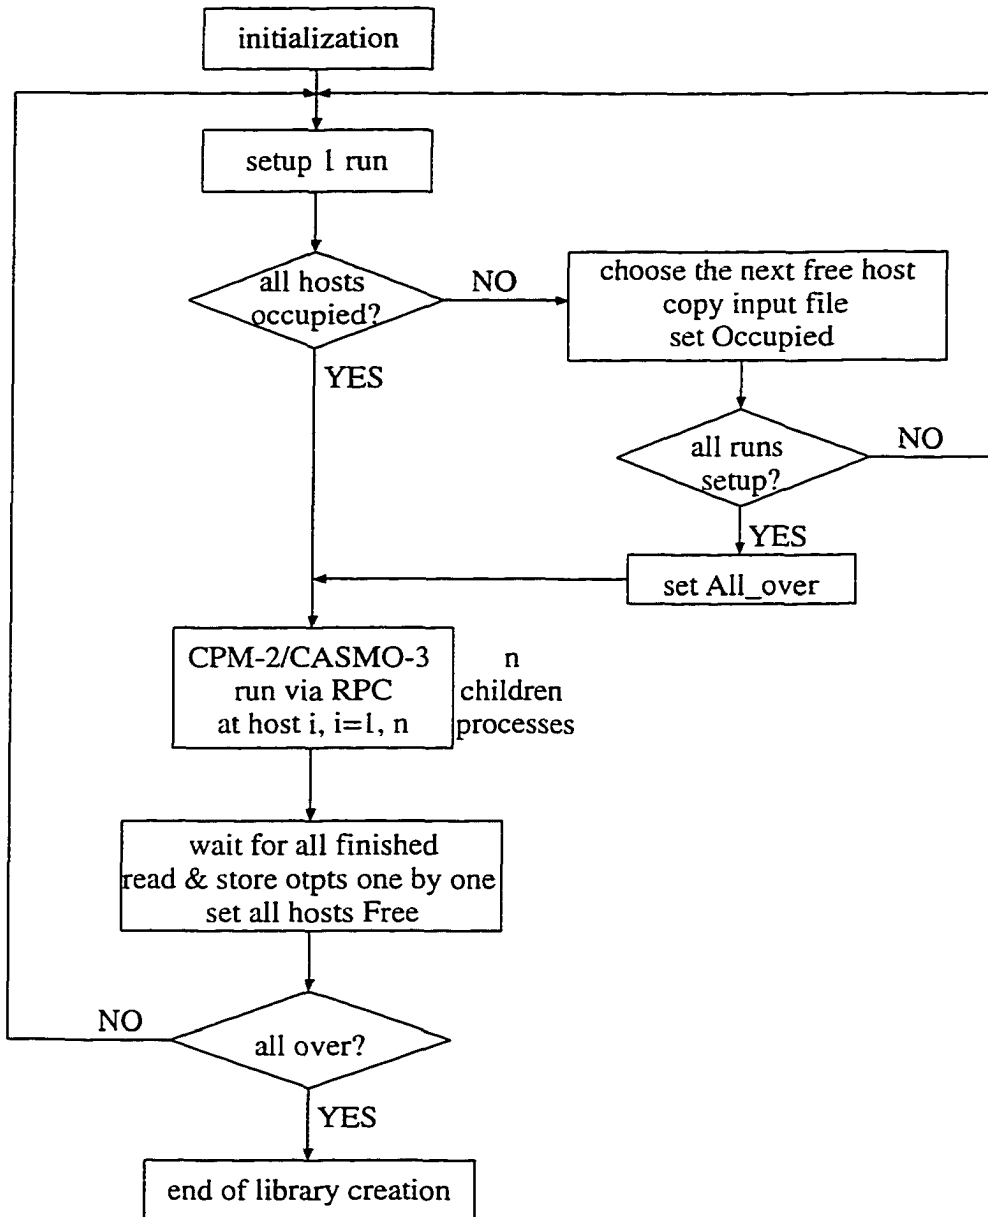 initialization
setup 1 run
all hosts
occupied?
NO
choose the next free host
copy input file
set Occupied
YES
all runs
setup?
NO
YES
set All_over
CPM-2/CASMO-3
run via RPC
at host i, i=1, n
n
children
processes
wait for all finished
read & store otpts one by one
set all hosts Free
NO
all over?
YES
end of library creation